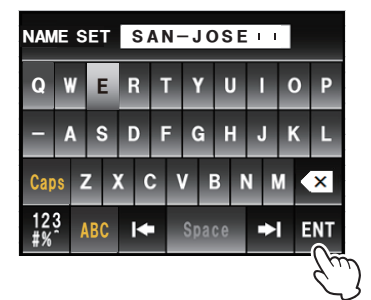 NAME SET SAN-JOSE
Q W E R T Y U I O P
- A S D F G H J K L
Caps Z X C V B N M
123 #%^ ABC Space ENT